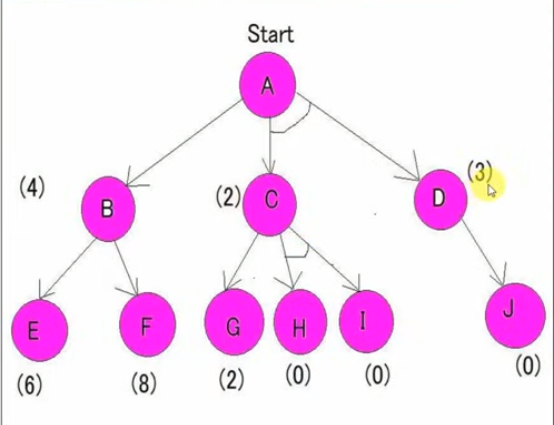 Start
A
(4) B (2) C D (3)
E F G H I J
(6) (8) (2) (0) (0) (0)